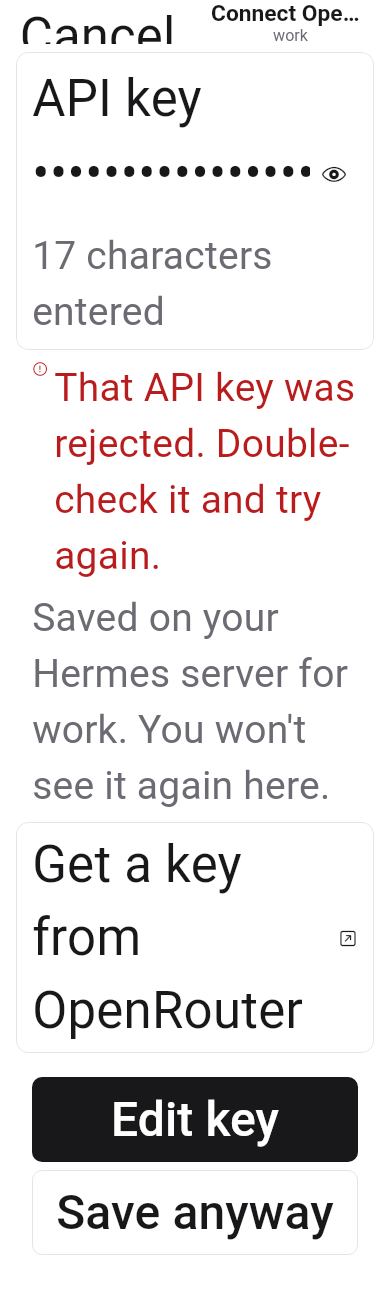 Cancel
Connect Ope…
work
API key
••••••••••••••••
17 characters
entered
That API key was
rejected. Double-
check it and try
again.
Saved on your
Hermes server for
work. You won't
see it again here.
Get a key
from
OpenRouter
Edit key
Save anyway